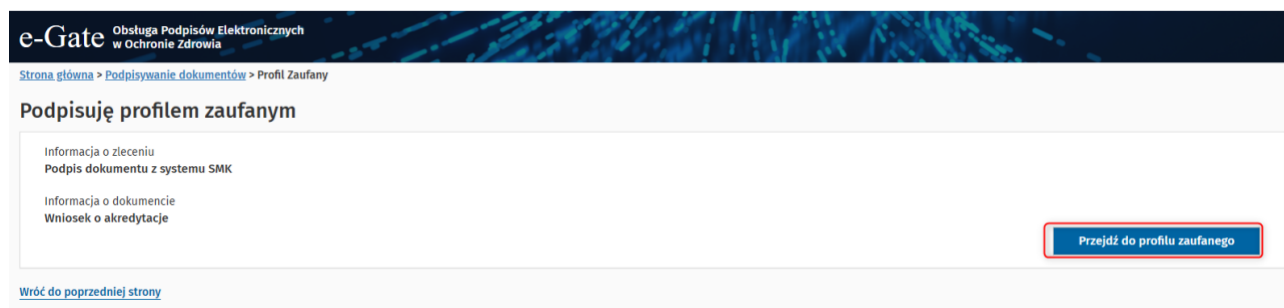 e-Gate Obsługa Podpisów Elektronicznych
w Ochronie Zdrowia
Strona główna > Podpisywanie dokumentów > Profil Zaufany
Podpisuję profilem zaufanym
Informacja o zleceniu
Podpis dokumentu z systemu SMK
Informacja o dokumencie
Wniosek o akredytacje
Przejdź do profilu zaufanego
Wróć do poprzedniej strony